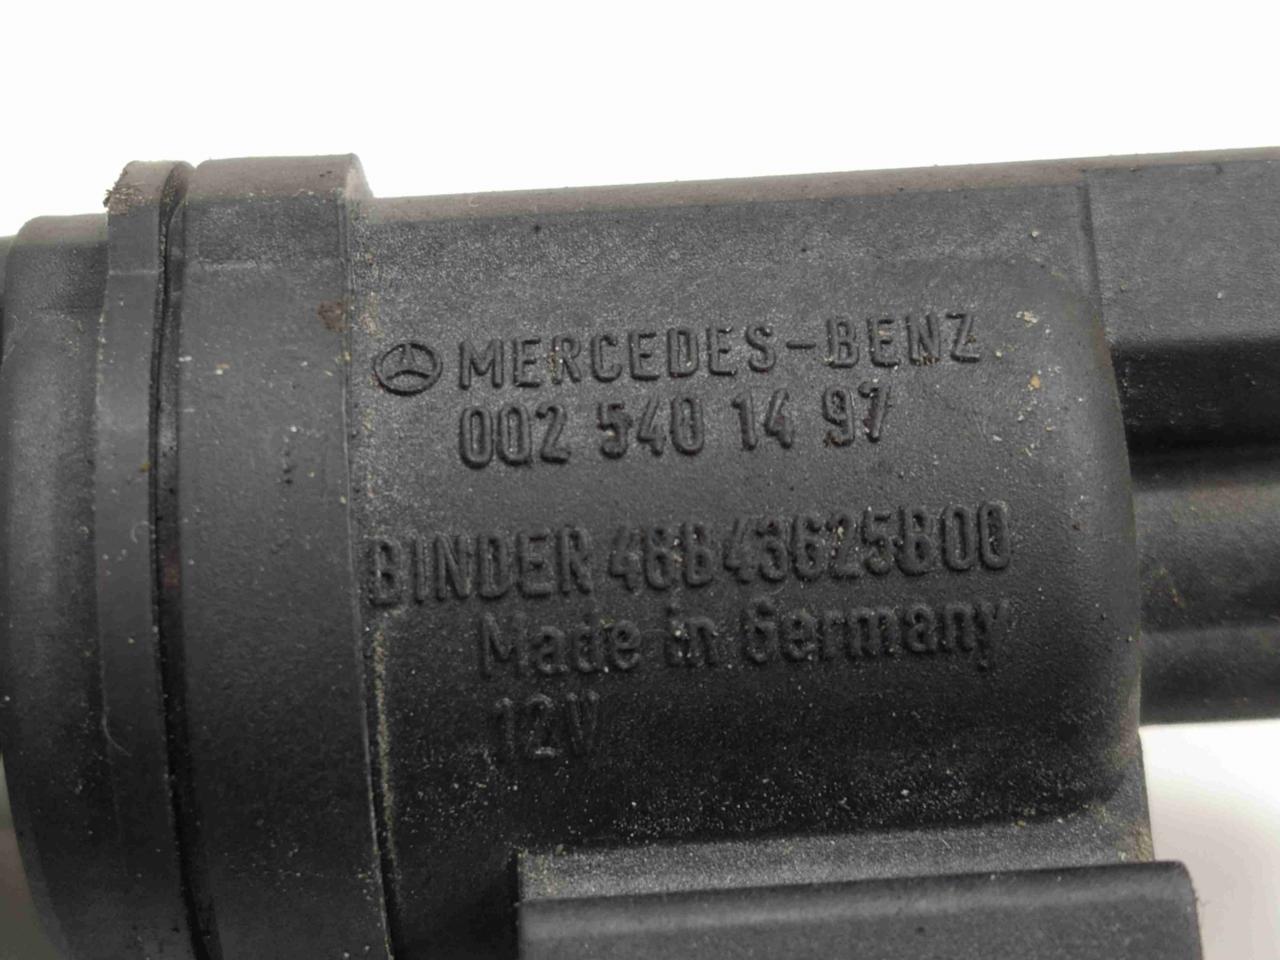 MERCEDES-BENZ
002 540 14 97
BINDER 46B43625B00
Made in Germany
12V